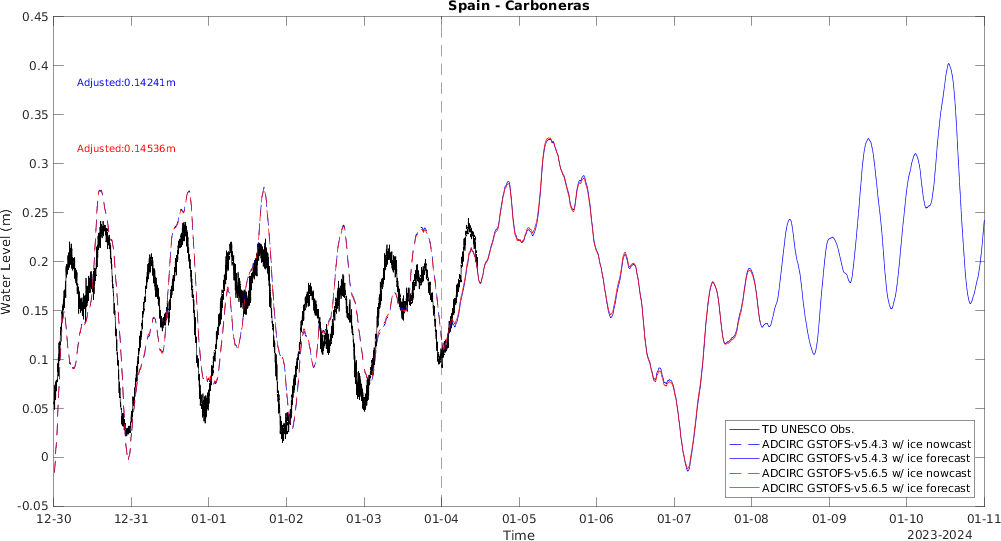 Spain - Carboneras
0.45
0.4
0.35
0.3
0.25
0.2
0.15
0.1
0.05
0
-0.05
Water Level (m)
Adjusted:0.14241m
Adjusted:0.14536m
TD UNESCO Obs.
ADCIRC GSTOFS-v5.4.3 w/ ice nowcast
ADCIRC GSTOFS-v5.4.3 w/ ice forecast
ADCIRC GSTOFS-v5.6.5 w/ ice nowcast
ADCIRC GSTOFS-v5.6.5 w/ ice forecast
12-30 12-31 01-01 01-02 01-03 01-04 01-05 01-06 01-07 01-08 01-09 01-10 01-11
Time
2023-2024